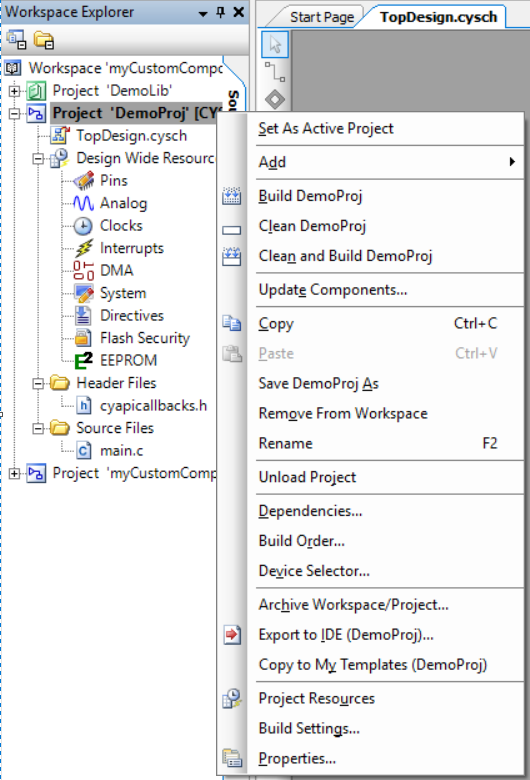 Workspace Explorer
Start Page
TopDesign.cysch
Workspace 'myCustomCompc
Project 'DemoLib'
Project 'DemoProj' [CY
Sou
TopDesign.cysch
Design Wide Resourc
Pins
Analog
Clocks
Interrupts
DMA
System
Directives
Flash Security
EEPROM
Header Files
cyapicallbacks.h
Source Files
main.c
Project 'myCustomComp
Set As Active Project
Add
Build DemoProj
Clean DemoProj
Clean and Build DemoProj
Update Components...
Copy Ctrl+C
Paste Ctrl+V
Save DemoProj As
Remove From Workspace
Rename F2
Unload Project
Dependencies...
Build Order...
Device Selector...
Archive Workspace/Project...
Export to IDE (DemoProj)...
Copy to My Templates (DemoProj)
Project Resources
Build Settings...
Properties...